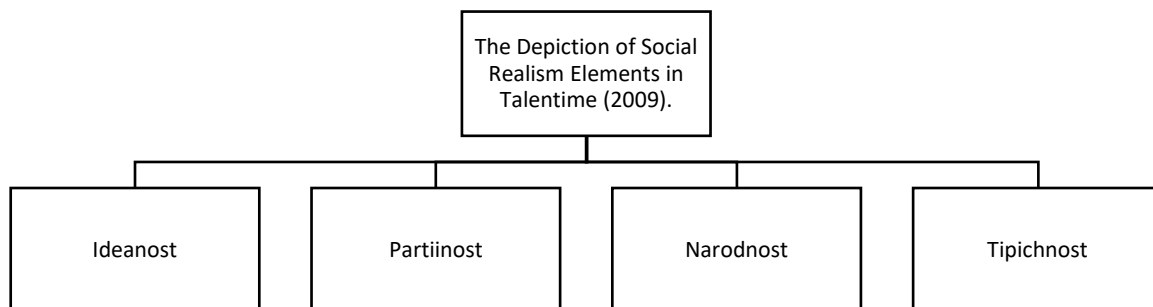 The Depiction of Social
Realism Elements in
Talentime (2009).
Ideanost
Partiinost
Narodnost
Tipichnost